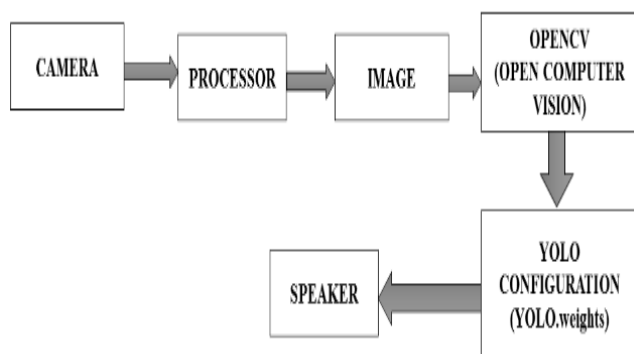 CAMERA
PROCESSOR
IMAGE
OPENCV
(OPEN COMPUTER
VISION)
YOLO
CONFIGURATION
(YOLO.weights)
SPEAKER